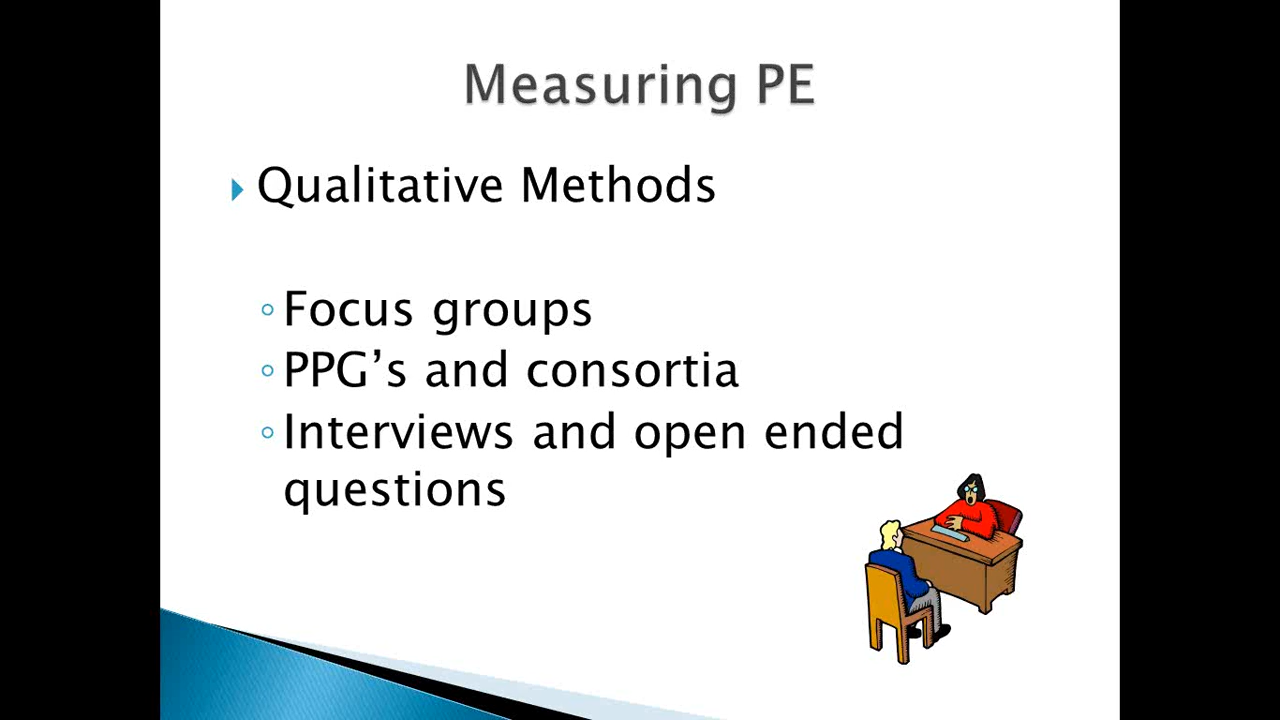 Measuring PE
Qualitative Methods
Focus groups
PPG’s and consortia
Interviews and open ended
questions